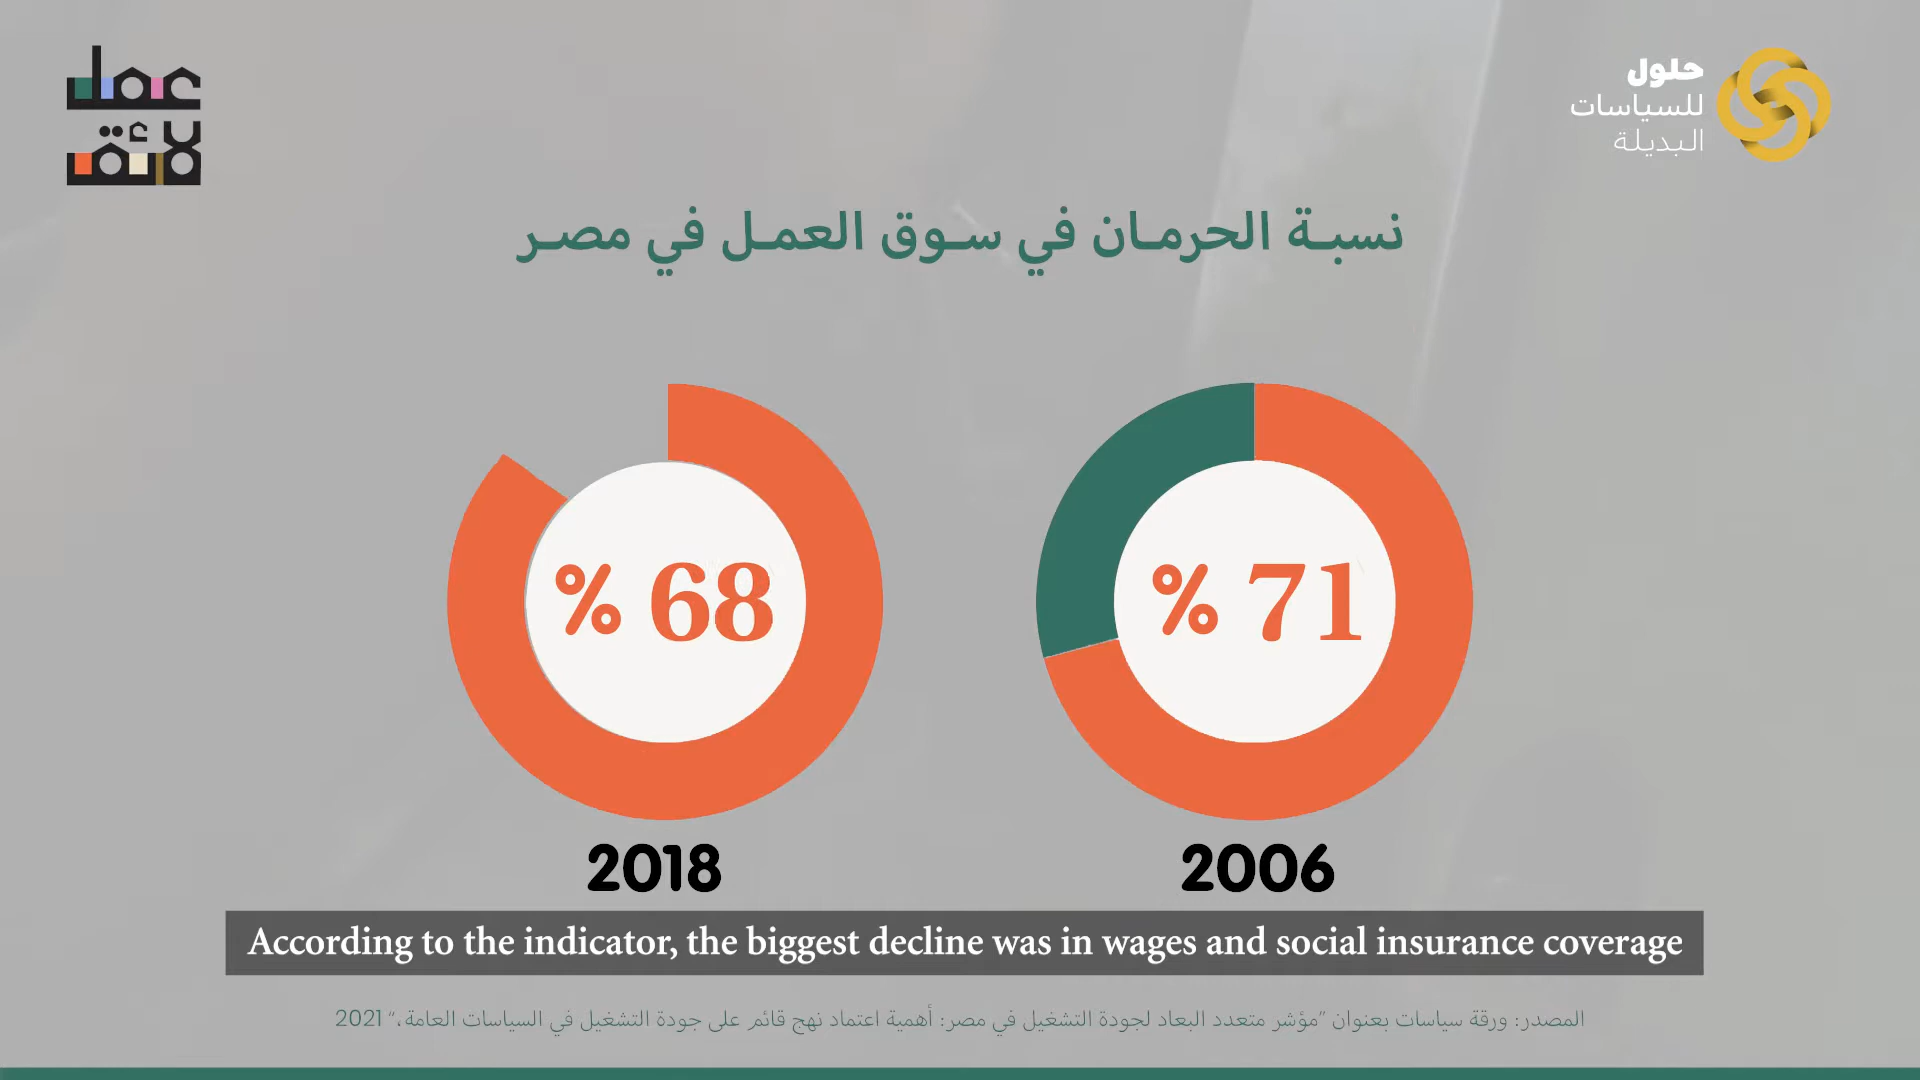 عمل
لائق
حلول
للسياسات
البديلة
نسبة الحرمان في سوق العمل في مصر
% 71
2006
% 68
2018
According to the indicator, the biggest decline was in wages and social insurance coverage
المصدر: ورقة سياسات بعنوان "مؤشر متعدد البعاد لجودة التشغيل في مصر: أهمية اعتماد نهج قائم على جودة التشغيل في السياسات العامة،" 2021